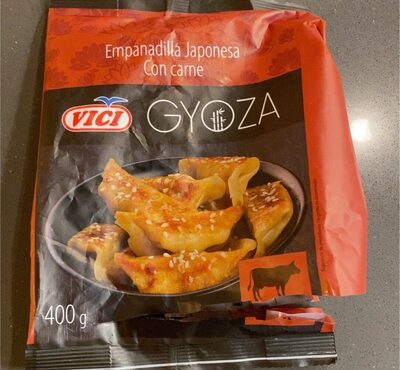 Empanadilla Japonesa
Con carne
VICI
GYOZA
400 g